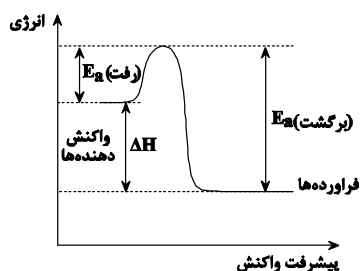 انرژی
Ea(رفت)
واکنش
دهنده‌ها
ΔH
Ea(برگشت)
فراورده‌ها
پیشرفت واکنش